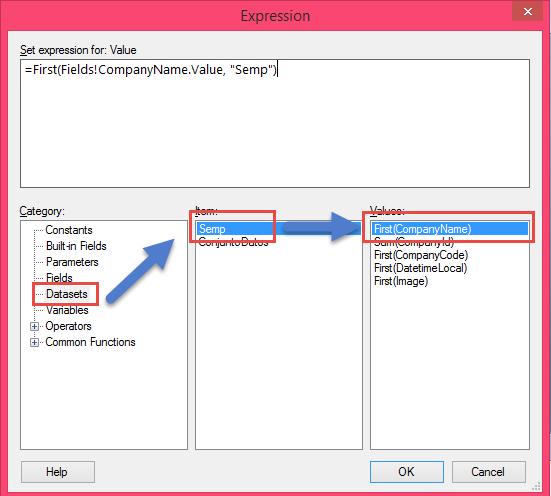 Expression
Set expression for: Value
=First(Fields!CompanyName.Value, "Semp")
Category:
Constants
Built-in Fields
Parameters
Fields
Datasets
Variables
Operators
Common Functions
Item:
Semp
ConjuntoDatos
Values:
First(CompanyName)
Sum(CompanyId)
First(CompanyCode)
First(DatetimeLocal)
First(Image)
Help
OK
Cancel